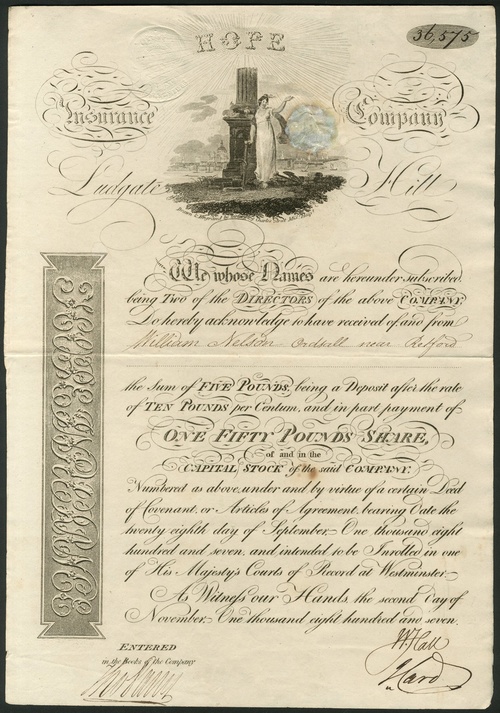 HOPE
36,575
Insurance Company
Ludgate Hill
We whose Names are hereunder subscribed
being Two of the DIRECTORS of the above COMPANY
Do hereby acknowledge to have received of and from
William Nelson Ordsall near Retford
the Sum of FIVE POUNDS, being a Deposit after the rate
of TEN POUNDS per Centum, and in part payment of
ONE FIFTY POUNDS SHARE,
of and in the
CAPITAL STOCK of the said COMPANY.
Numbered as above, under and by virtue of a certain Deed
of Covenant, or Articles of Agreement, bearing Date the
twenty eighth day of September, One thousand eight
hundred and seven, and intended to be Inrolled in one
of His Majesty's Courts of Record at Westminster.
As Witness our Hands, the second day of
November, One thousand eight hundred and seven.
ENTERED
in the Books of the Company
W. Hall